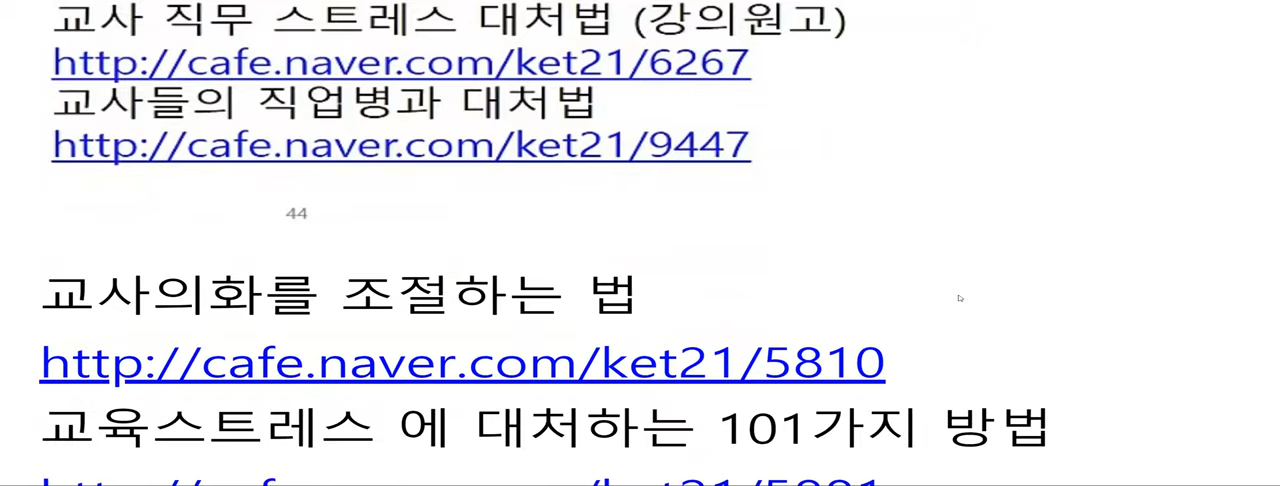 교사 직무 스트레스 대처법 (강의원고)
http://cafe.naver.com/ket21/6267
교사들의 직업병과 대처법
http://cafe.naver.com/ket21/9447
44
교사의화를 조절하는 법
http://cafe.naver.com/ket21/5810
교육스트레스 에 대처하는 101가지 방법